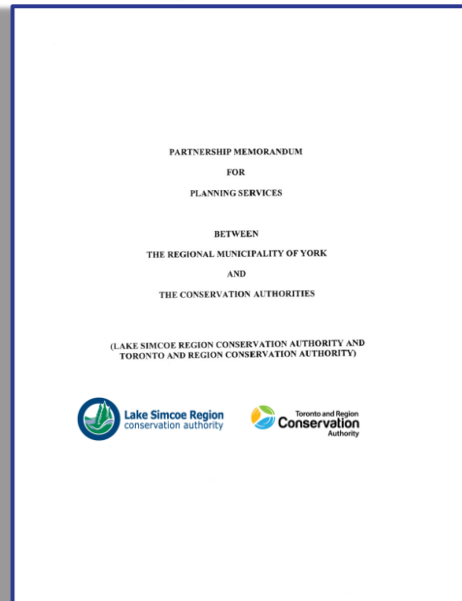 PARTNERSHIP MEMORANDUM
FOR
PLANNING SERVICES
BETWEEN
THE REGIONAL MUNICIPALITY OF YORK
AND
THE CONSERVATION AUTHORITIES
(LAKE SIMCOE REGION CONSERVATION AUTHORITY AND
TORONTO AND REGION CONSERVATION AUTHORITY)
Lake Simcoe Region
conservation authority
Toronto and Region
Conservation
Authority